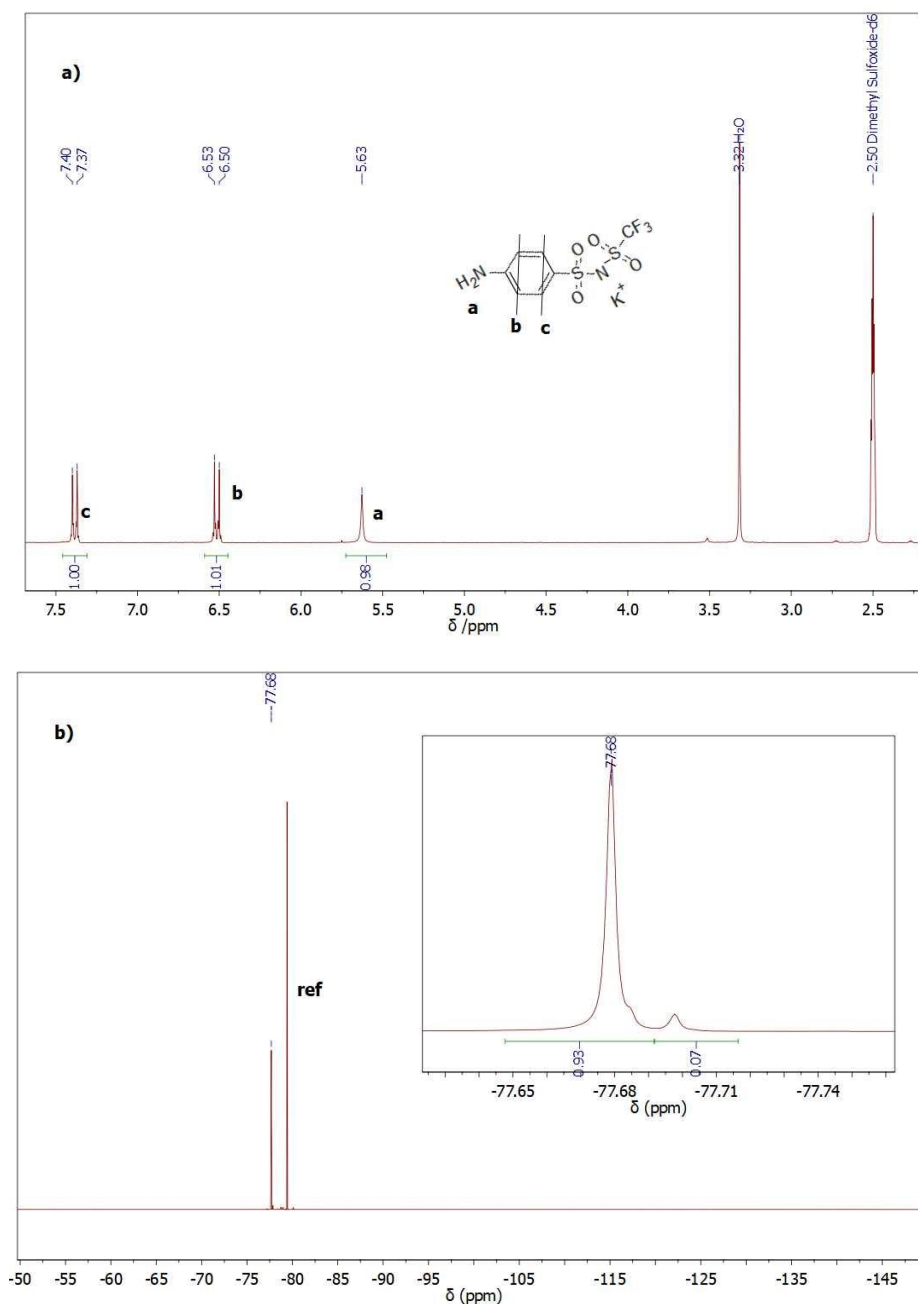 a)
7.40
7.37
6.53
6.50
5.63
3.32 H₂O
2.50 Dimethyl Sulfoxide-d6
H₂N
O
O
S
O
N
O
S
O
CF₃
K⁺
a
b
c
c
b
a
1.00
1.01
0.98
7.5 7.0 6.5 6.0 5.5 5.0 4.5 4.0 3.5 3.0 2.5
δ /ppm
b)
-77.68
ref
-77.68
0.93
0.07
-77.65 -77.68 -77.71 -77.74
δ (ppm)
-50 -55 -65 -75 -80 -85 -90 -95 -105 -115 -125 -135 -145
δ (ppm)